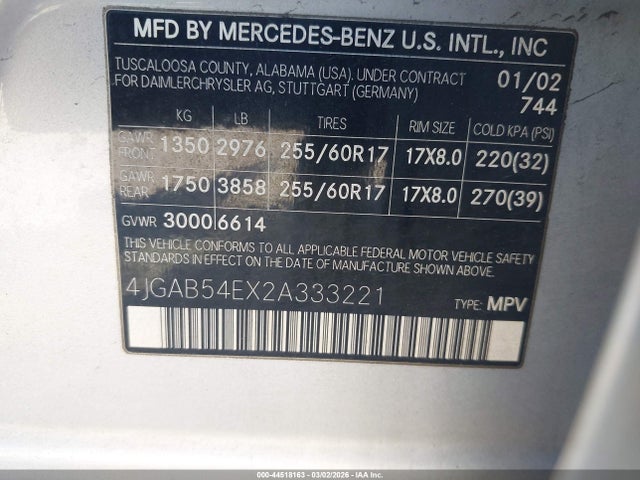 MFD BY MERCEDES-BENZ U.S. INTL., INC
TUSCALOOSA COUNTY, ALABAMA (USA). UNDER CONTRACT 01/02
FOR DAIMLERCHRYSLER AG, STUTTGART (GERMANY) 744
KG LB TIRES RIM SIZE COLD KPA (PSI)
GAWR FRONT 1350 2976 255/60R17 17X8.0 220(32)
GAWR REAR 1750 3858 255/60R17 17X8.0 270(39)
GVWR 3000 6614
THIS VEHICLE CONFORMS TO ALL APPLICABLE FEDERAL MOTOR VEHICLE SAFETY
STANDARDS IN EFFECT ON THE DATE OF MANUFACTURE SHOWN ABOVE.
4JGAB54EX2A333221 TYPE: MPV
000-44518163 - 03/02/2026 - IAA Inc.